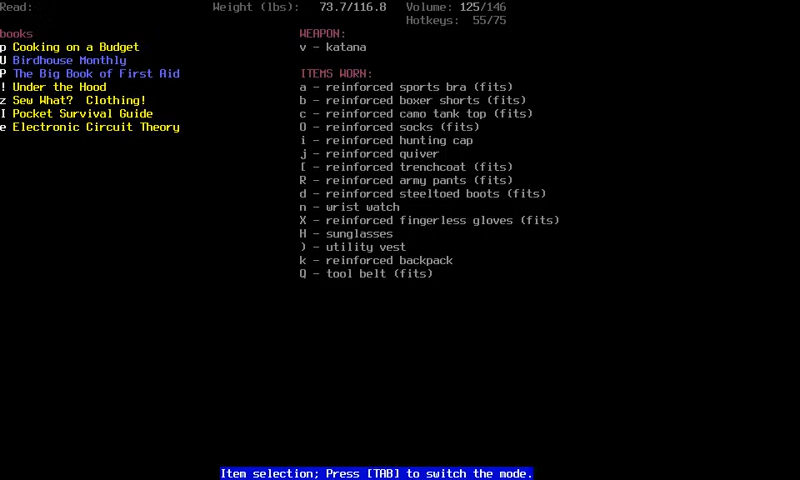 Read:
Weight (lbs): 73.7/116.8 Volume: 125/146
Hotkeys: 55/75
books
p Cooking on a Budget
U Birdhouse Monthly
P The Big Book of First Aid
! Under the Hood
z Sew What?  Clothing!
I Pocket Survival Guide
e Electronic Circuit Theory
WEAPON:
v - katana
ITEMS WORN:
a - reinforced sports bra (fits)
b - reinforced boxer shorts (fits)
c - reinforced camo tank top (fits)
O - reinforced socks (fits)
i - reinforced hunting cap
j - reinforced quiver
[ - reinforced trenchcoat (fits)
R - reinforced army pants (fits)
d - reinforced steeltoed boots (fits)
n - wrist watch
X - reinforced fingerless gloves (fits)
H - sunglasses
) - utility vest
k - reinforced backpack
Q - tool belt (fits)
Item selection; Press [TAB] to switch the mode.